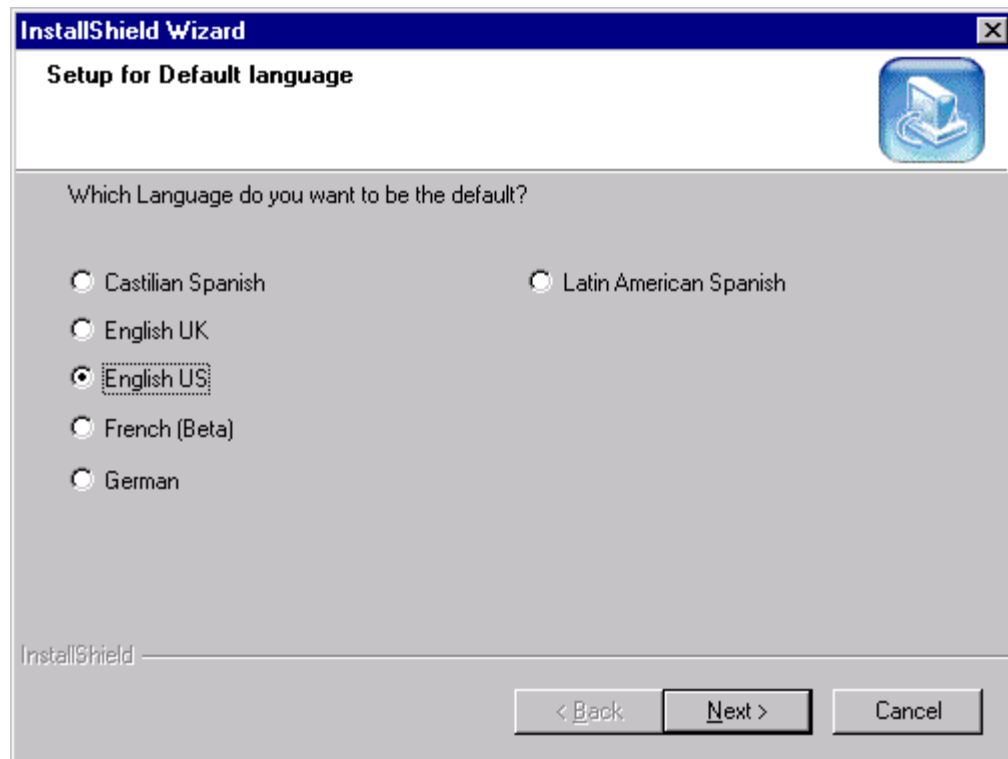 InstallShield Wizard
Setup for Default language
Which Language do you want to be the default?
Castilian Spanish
Latin American Spanish
English UK
English US
French (Beta)
German
InstallShield
< Back
Next >
Cancel